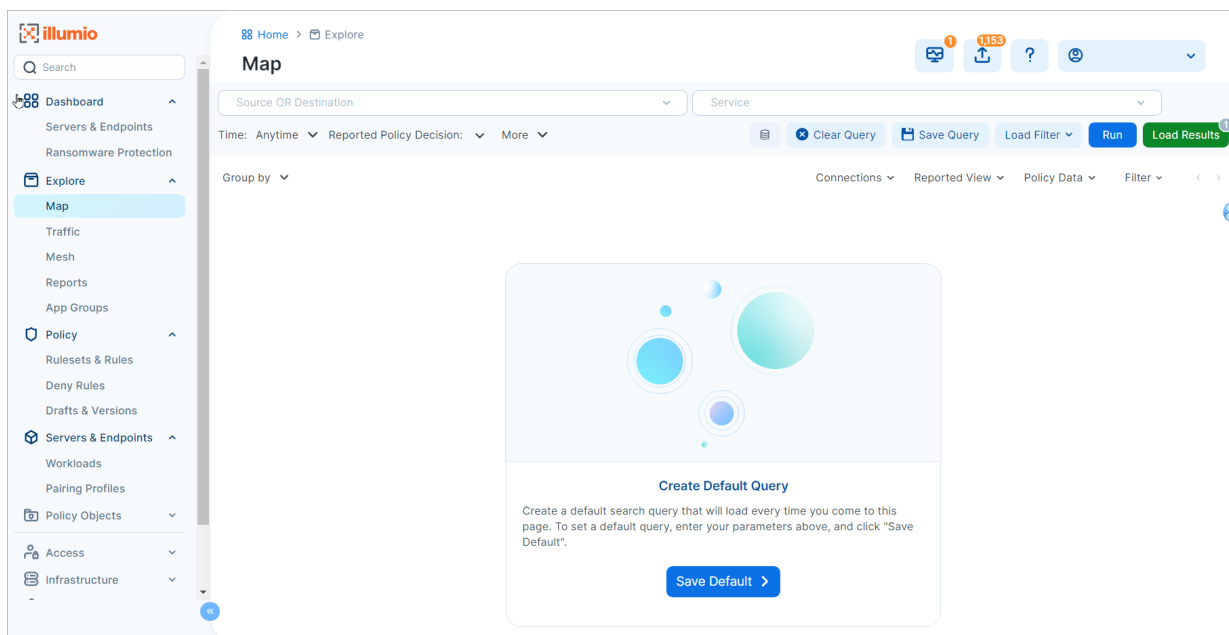 illumio
Search
Dashboard
Servers & Endpoints
Ransomware Protection
Explore
Map
Traffic
Mesh
Reports
App Groups
Policy
Rulesets & Rules
Deny Rules
Drafts & Versions
Servers & Endpoints
Workloads
Pairing Profiles
Policy Objects
Access
Infrastructure
Home > Explore
Map
1
1,153
?
Source OR Destination
Service
Time: Anytime Reported Policy Decision: More
Clear Query
Save Query
Load Filter
Run
Load Results
1
Group by
Connections
Reported View
Policy Data
Filter
Create Default Query
Create a default search query that will load every time you come to this
page. To set a default query, enter your parameters above, and click "Save
Default".
Save Default